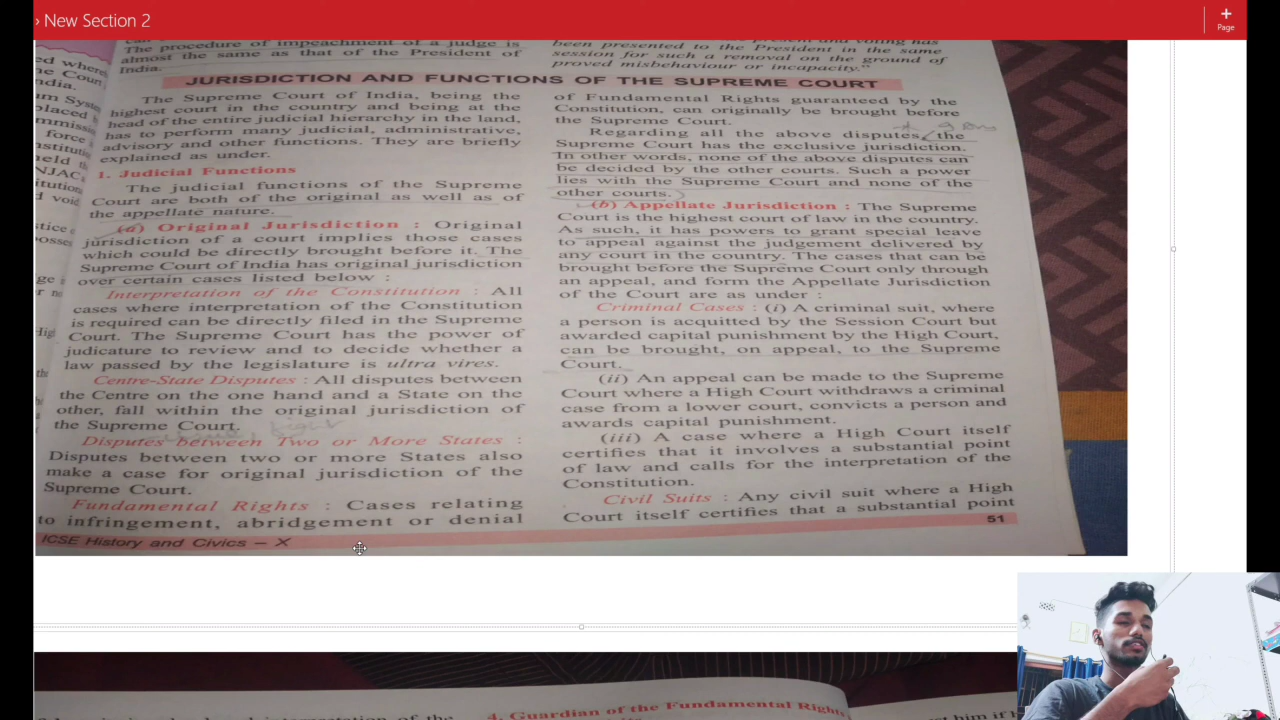 › New Section 2
+
Page
The procedure of impeachment of a judge is
almost the same as that of the President of
India.
been presented to the President in the same
session for such a removal on the ground of
proved misbehaviour or incapacity."
JURISDICTION AND FUNCTIONS OF THE SUPREME COURT
The Supreme Court of India, being the
highest court in the country and being at the
head of the entire judicial hierarchy in the land,
has to perform many judicial, administrative,
advisory and other functions. They are briefly
explained as under.
1. Judicial Functions
The judicial functions of the Supreme
Court are both of the original as well as of
the appellate nature.
(a) Original Jurisdiction : Original
jurisdiction of a court implies those cases
which could be directly brought before it. The
Supreme Court of India has original jurisdiction
over certain cases listed below :
Interpretation of the Constitution : All
cases where interpretation of the Constitution
is required can be directly filed in the Supreme
Court. The Supreme Court has the power of
judicature to review and to decide whether a
law passed by the legislature is ultra vires.
Centre-State Disputes : All disputes between
the Centre on the one hand and a State on the
other, fall within the original jurisdiction of
the Supreme Court.
Disputes between Two or More States :
Disputes between two or more States also
make a case for original jurisdiction of the
Supreme Court.
Fundamental Rights : Cases relating
to infringement, abridgement or denial
of Fundamental Rights guaranteed by the
Constitution, can originally be brought before
the Supreme Court.
Regarding all the above disputes, the
Supreme Court has the exclusive jurisdiction.
In other words, none of the above disputes can
be decided by the other courts. Such a power
lies with the Supreme Court and none of the
other courts.
(b) Appellate Jurisdiction : The Supreme
Court is the highest court of law in the country.
As such, it has powers to grant special leave
to appeal against the judgement delivered by
any court in the country. The cases that can be
brought before the Supreme Court only through
an appeal, and form the Appellate Jurisdiction
of the Court are as under :
Criminal Cases : (i) A criminal suit, where
a person is acquitted by the Session Court but
awarded capital punishment by the High Court,
can be brought, on appeal, to the Supreme
Court.
(ii) An appeal can be made to the Supreme
Court where a High Court withdraws a criminal
case from a lower court, convicts a person and
awards capital punishment.
(iii) A case where a High Court itself
certifies that it involves a substantial point
of law and calls for the interpretation of the
Constitution.
Civil Suits : Any civil suit where a High
Court itself certifies that a substantial point
51
ICSE History and Civics – X
4. Guardian of the Fundamental Rights